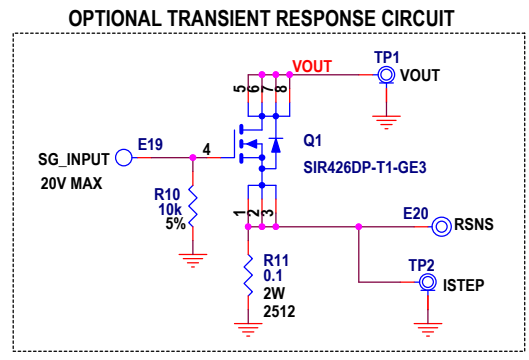 OPTIONAL TRANSIENT RESPONSE CIRCUIT
VOUT
TP1
VOUT
5 6 7 8
E19
SG_INPUT
20V MAX
4
Q1
SIR426DP-T1-GE3
R10
10k
5%
1 2 3
E20
RSNS
R11
0.1
2W
2512
TP2
ISTEP